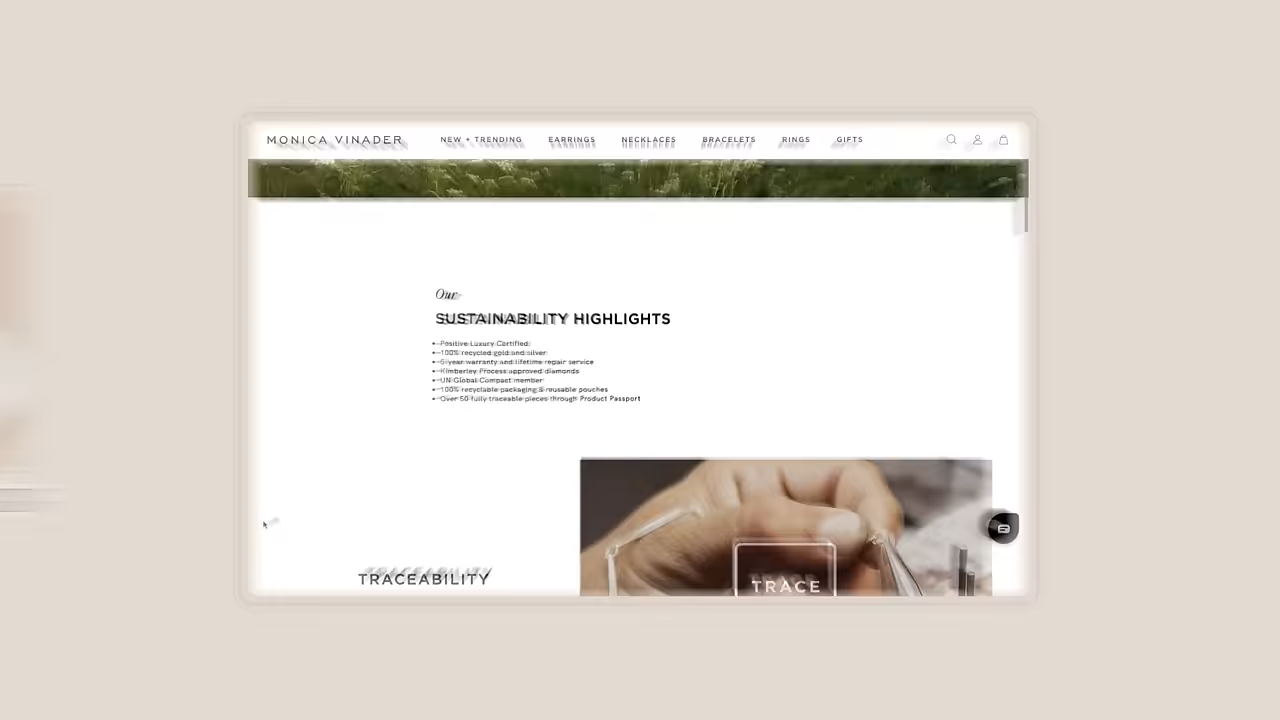 MONICA VINADER
NEW + TRENDING EARRINGS NECKLACES BRACELETS RINGS GIFTS
Our
SUSTAINABILITY HIGHLIGHTS
Positive Luxury Certified
100% recycled gold and silver
5-year warranty and lifetime repair service
Kimberley Process approved diamonds
UN Global Compact member
100% recyclable packaging & reusable pouches
Over 50 fully traceable pieces through Product Passport
TRACEABILITY
TRACE